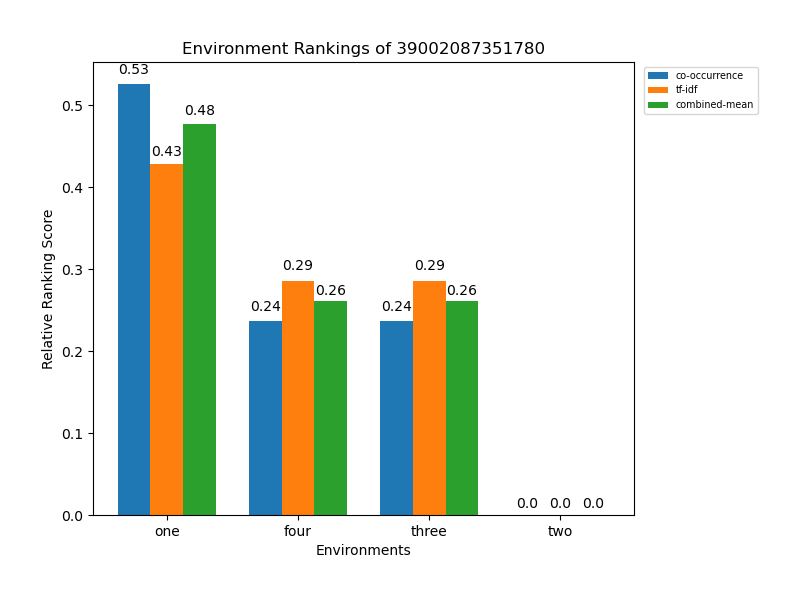 Environment Rankings of 39002087351780
co-occurrence
tf-idf
combined-mean
Relative Ranking Score
0.5
0.4
0.3
0.2
0.1
0.0
0.53
0.43
0.48
0.24
0.29
0.26
0.24
0.29
0.26
0.0 0.0 0.0
one four three two
Environments